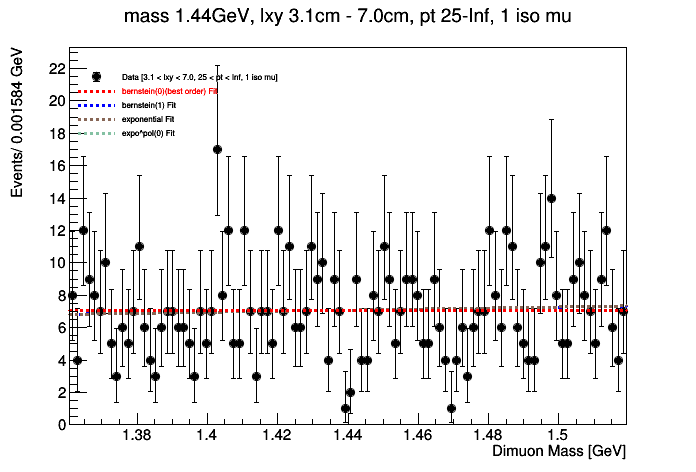 mass 1.44GeV, lxy 3.1cm - 7.0cm, pt 25-Inf, 1 iso mu
Events/ 0.001584 GeV
22
20
18
16
14
12
10
8
6
4
2
0
Data [3.1 < lxy < 7.0, 25 < pt < Inf, 1 iso mu]
bernstein(0)(best order) Fit
bernstein(1) Fit
exponential Fit
expo*pol(0) Fit
1.38 1.4 1.42 1.44 1.46 1.48 1.5
Dimuon Mass [GeV]